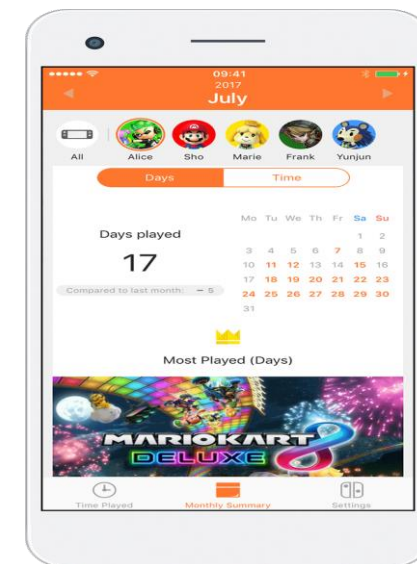 09:41
2017
July
All Alice Sho Marie Frank Yunjun
Days Time
Mo Tu We Th Fr Sa Su
1 2
Days played
3 4 5 6 7 8 9
17
10 11 12 13 14 15 16
17 18 19 20 21 22 23
Compared to last month: − 5
24 25 26 27 28 29 30
31
Most Played (Days)
MARIOKART
8
DELUXE
Time Played Monthly Summary Settings